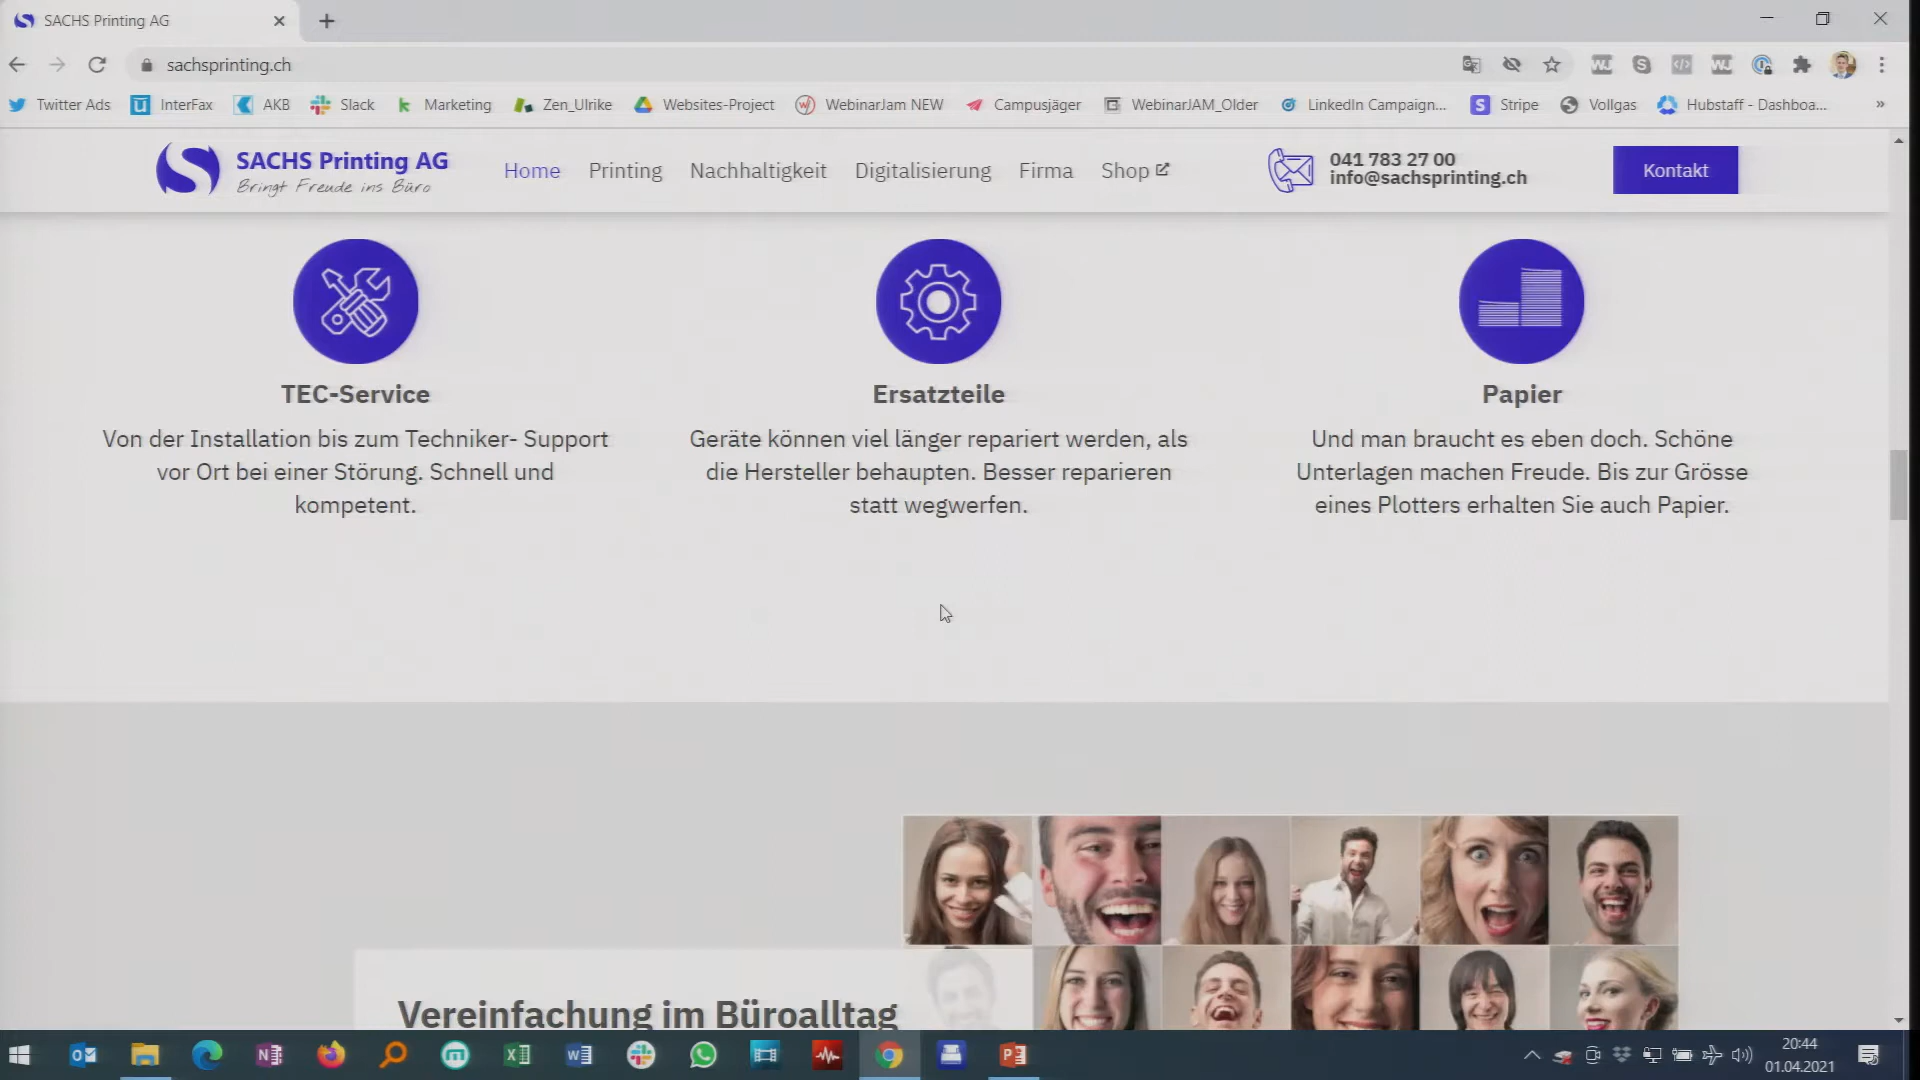 SACHS Printing AG
sachsprinting.ch
Twitter Ads InterFax AKB Slack Marketing Zen_Ulrike Websites-Project WebinarJam NEW Campusjäger WebinarJAM_Older LinkedIn Campaign... Stripe Vollgas Hubstaff - Dashboa... »
SACHS Printing AG
Bringt Freude ins Büro
Home Printing Nachhaltigkeit Digitalisierung Firma Shop
041 783 27 00
info@sachsprinting.ch
Kontakt
TEC-Service
Von der Installation bis zum Techniker- Support
vor Ort bei einer Störung. Schnell und
kompetent.
Ersatzteile
Geräte können viel länger repariert werden, als
die Hersteller behaupten. Besser reparieren
statt wegwerfen.
Papier
Und man braucht es eben doch. Schöne
Unterlagen machen Freude. Bis zur Grösse
eines Plotters erhalten Sie auch Papier.
Vereinfachung im Büroalltag
20:44
01.04.2021